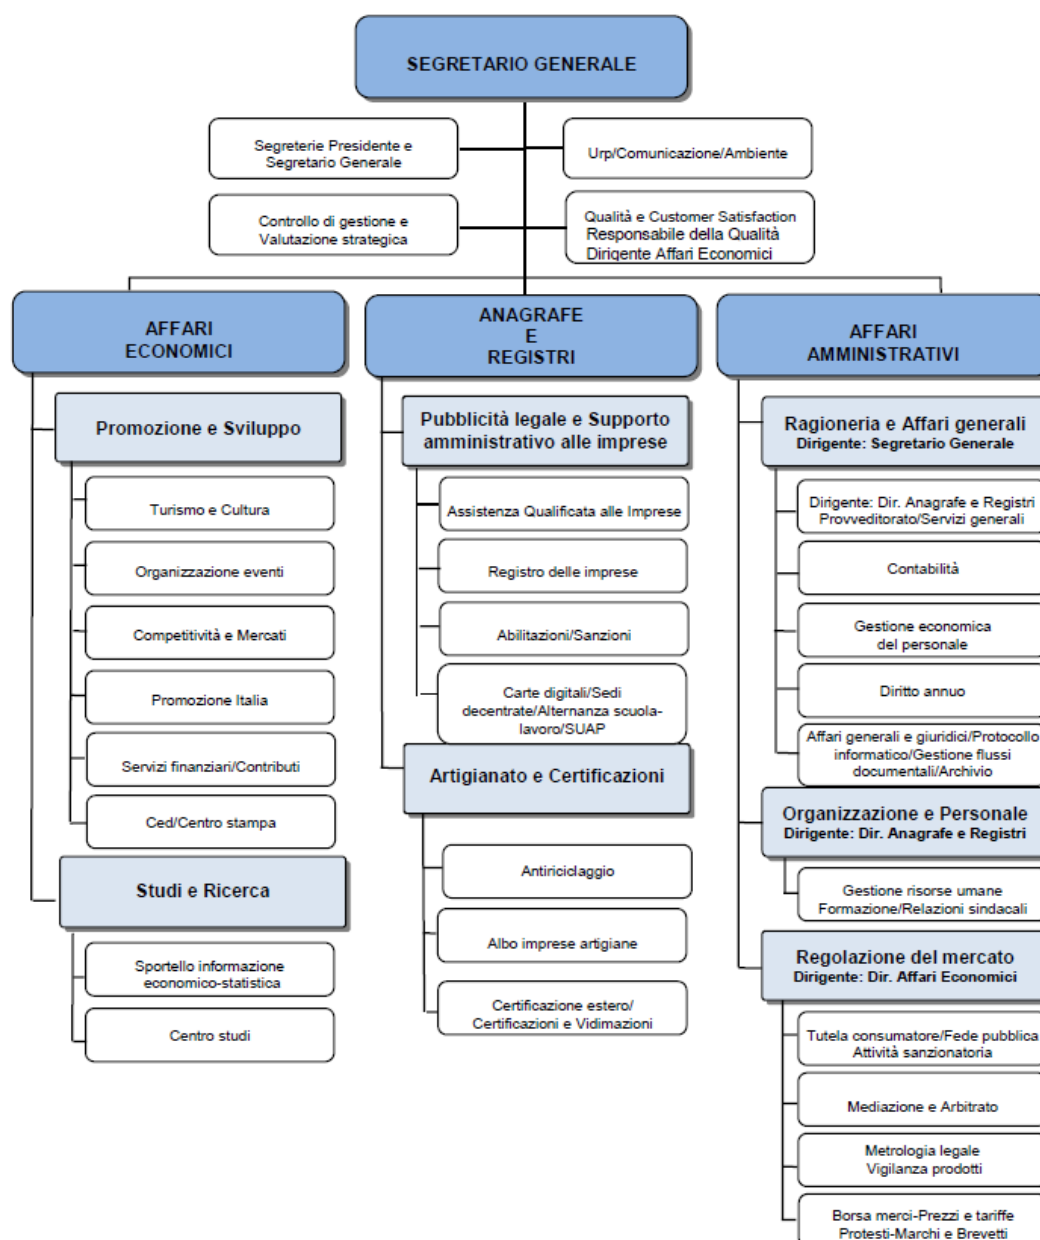 SEGRETARIO GENERALE
Segreterie Presidente e
Segretario Generale
Urp/Comunicazione/Ambiente
Controllo di gestione e
Valutazione strategica
Qualità e Customer Satisfaction
Responsabile della Qualità
Dirigente Affari Economici
AFFARI
ECONOMICI
Promozione e Sviluppo
Turismo e Cultura
Organizzazione eventi
Competitività e Mercati
Promozione Italia
Servizi finanziari/Contributi
Ced/Centro stampa
Studi e Ricerca
Sportello informazione
economico-statistica
Centro studi
ANAGRAFE
E
REGISTRI
Pubblicità legale e Supporto
amministrativo alle imprese
Assistenza Qualificata alle Imprese
Registro delle imprese
Abilitazioni/Sanzioni
Carte digitali/Sedi
decentrate/Alternanza scuola-
lavoro/SUAP
Artigianato e Certificazioni
Antiriciclaggio
Albo imprese artigiane
Certificazione estero/
Certificazioni e Vidimazioni
AFFARI
AMMINISTRATIVI
Ragioneria e Affari generali
Dirigente: Segretario Generale
Dirigente: Dir. Anagrafe e Registri
Provveditorato/Servizi generali
Contabilità
Gestione economica
del personale
Diritto annuo
Affari generali e giuridici/Protocollo
informatico/Gestione flussi
documentali/Archivio
Organizzazione e Personale
Dirigente: Dir. Anagrafe e Registri
Gestione risorse umane
Formazione/Relazioni sindacali
Regolazione del mercato
Dirigente: Dir. Affari Economici
Tutela consumatore/Fede pubblica
Attività sanzionatoria
Mediazione e Arbitrato
Metrologia legale
Vigilanza prodotti
Borsa merci-Prezzi e tariffe
Protesti-Marchi e Brevetti